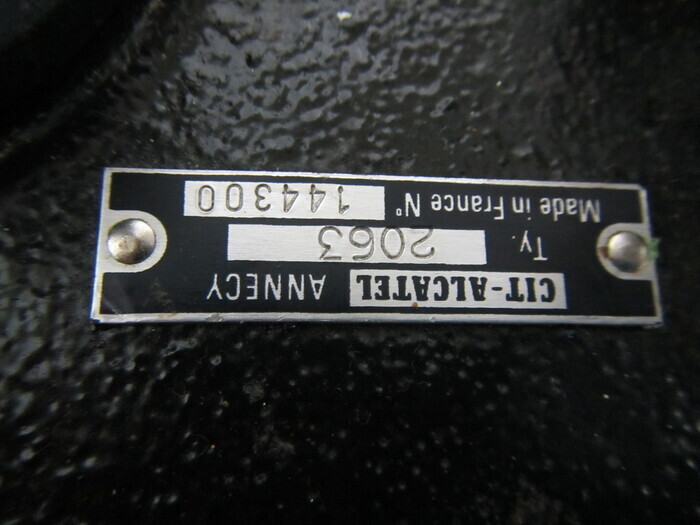 CIT-ALCATEL ANNECY
Ty. 2063
Made in France N° 144300